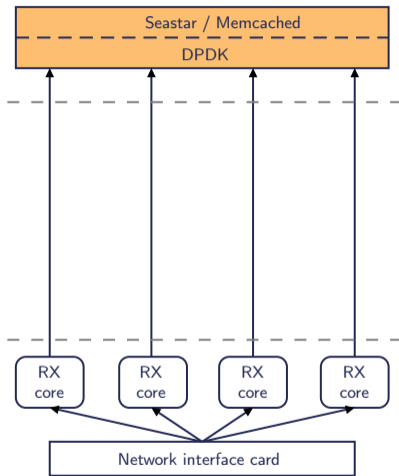 Seastar / Memcached
DPDK
RX
core
RX
core
RX
core
RX
core
Network interface card